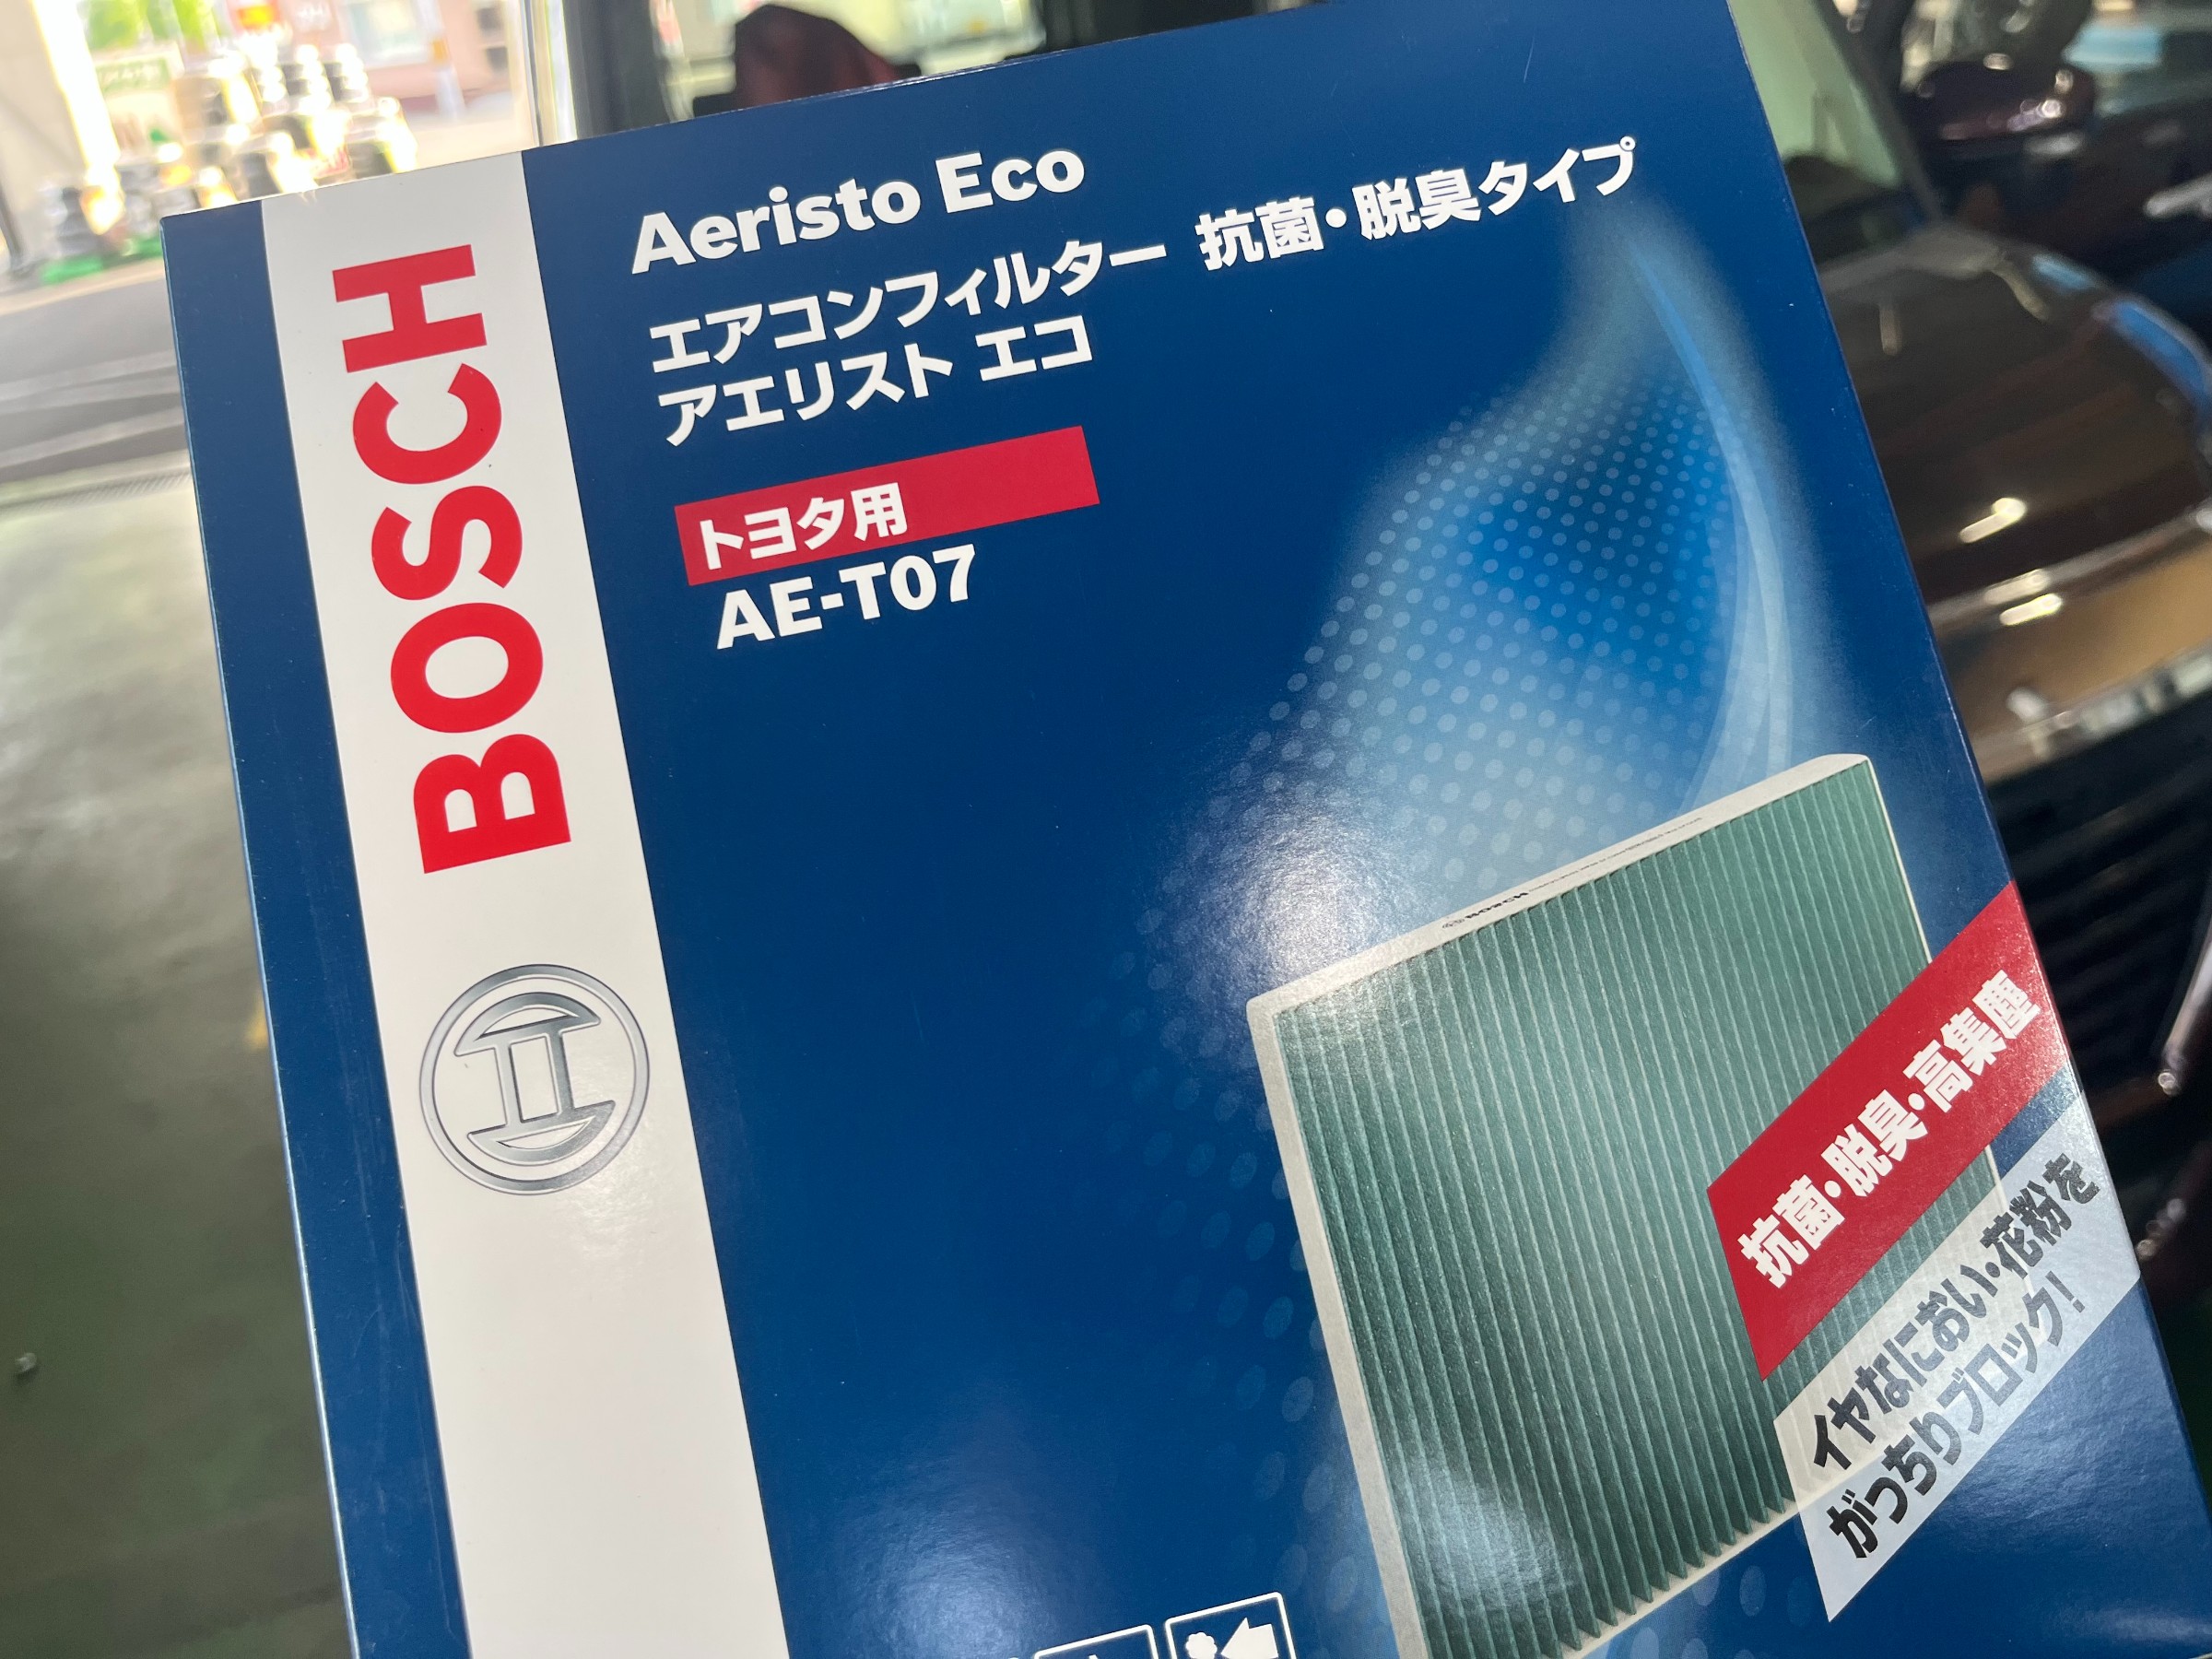 BOSCH
Aeristo Eco
エアコンフィルター 抗菌・脱臭タイプ
アエリスト エコ
トヨタ用
AE-T07
BOSCH
抗菌・脱臭・高集塵
イヤなにおい・花粉を
がっちりブロック!